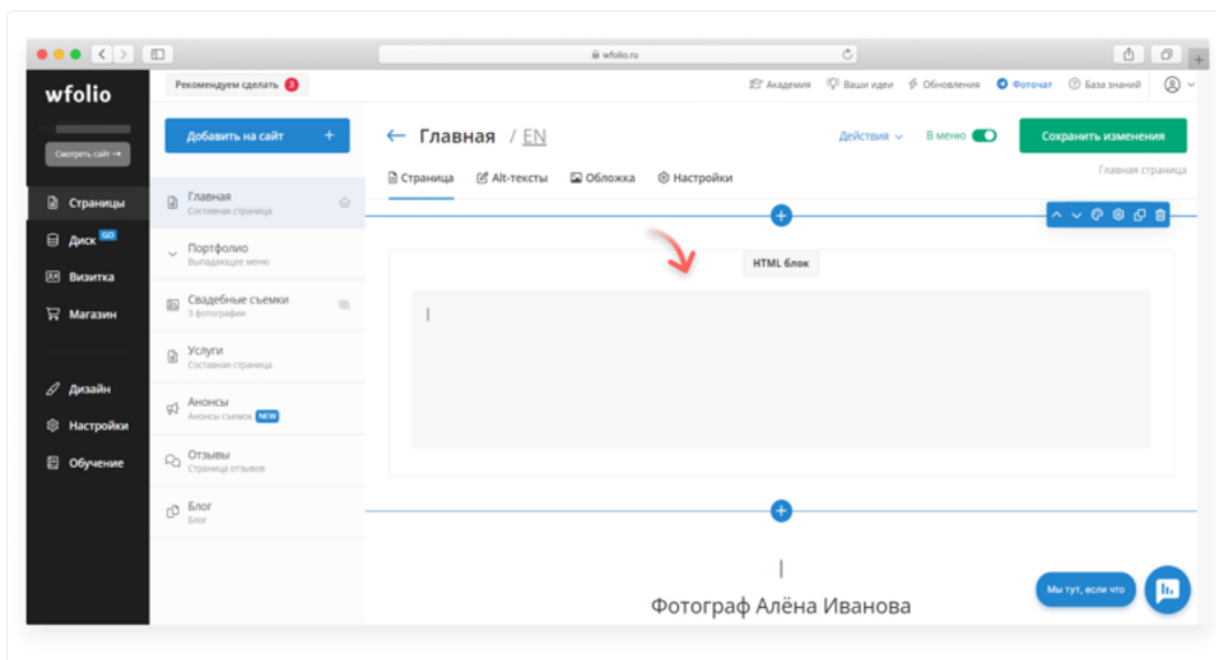 wfolio.ru
wfolio
Рекомендуем сделать 3
Академия
Ваши идеи
Обновления
Фоточат
База знаний
Смотреть сайт →
Добавить на сайт +
← Главная / EN
Действия
В меню
Сохранить изменения
Страница
Alt-тексты
Обложка
Настройки
Главная страница
Страницы
Диск GO
Визитка
Магазин
Дизайн
Настройки
Обучение
Главная
Составная страница
Портфолио
Выпадающее меню
Свадебные съемки
3 фотографии
Услуги
Составная страница
Анонсы
Анонсы съемок NEW
Отзывы
Страница отзывов
Блог
Блог
HTML блок
Фотограф Алёна Иванова
Мы тут, если что